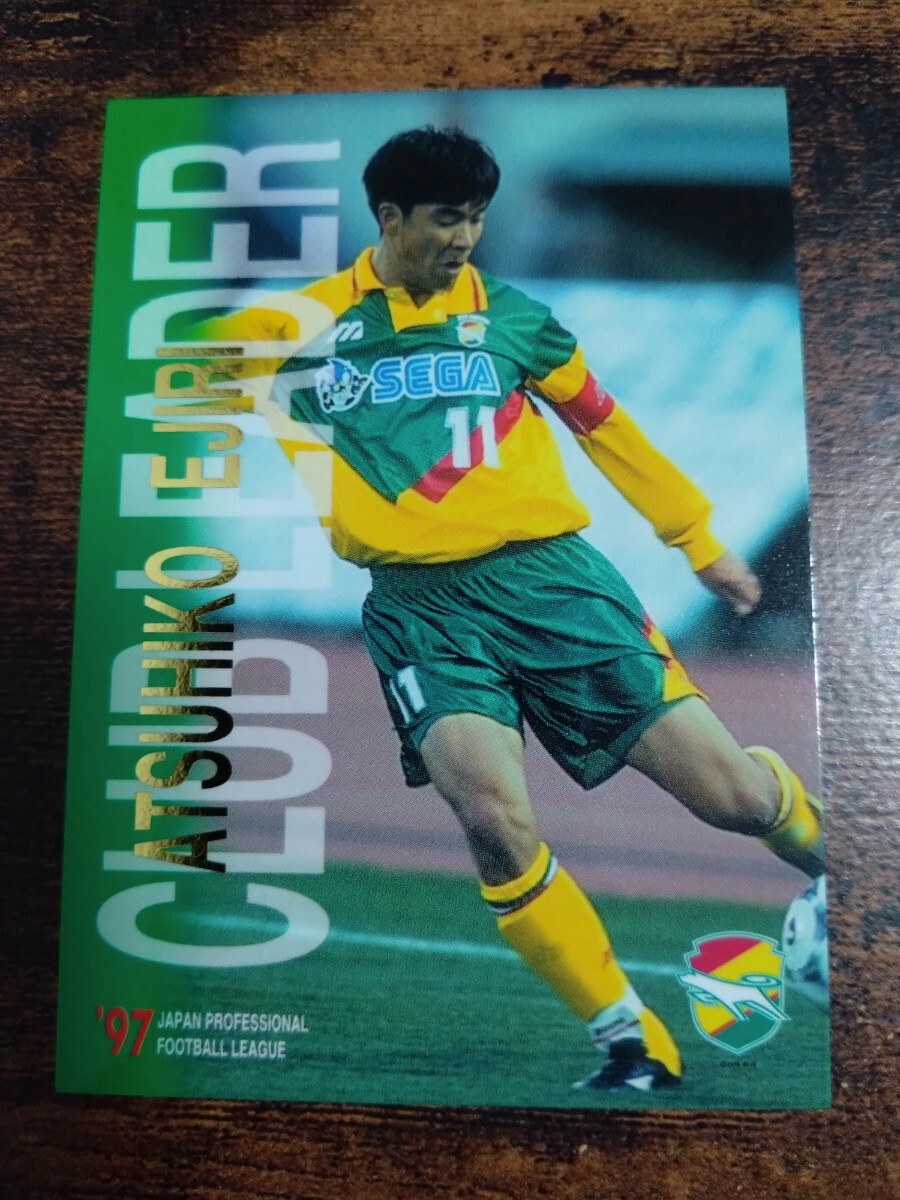 CLUB LEADER
ATSUHIKO EJIRI
SEGA
11
11
'97 JAPAN PROFESSIONAL
FOOTBALL LEAGUE